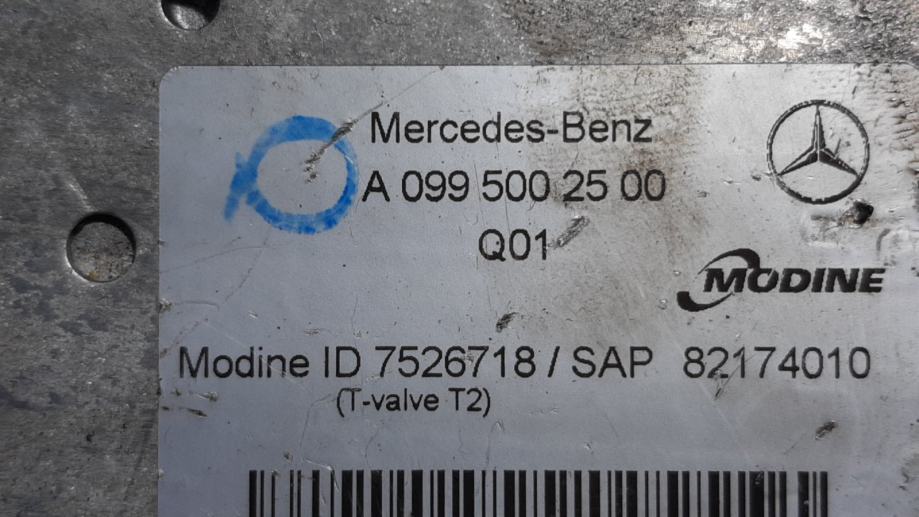 Mercedes-Benz
A 099 500 25 00
Q01
MODINE
Modine ID 7526718 / SAP 82174010
(T-valve T2)